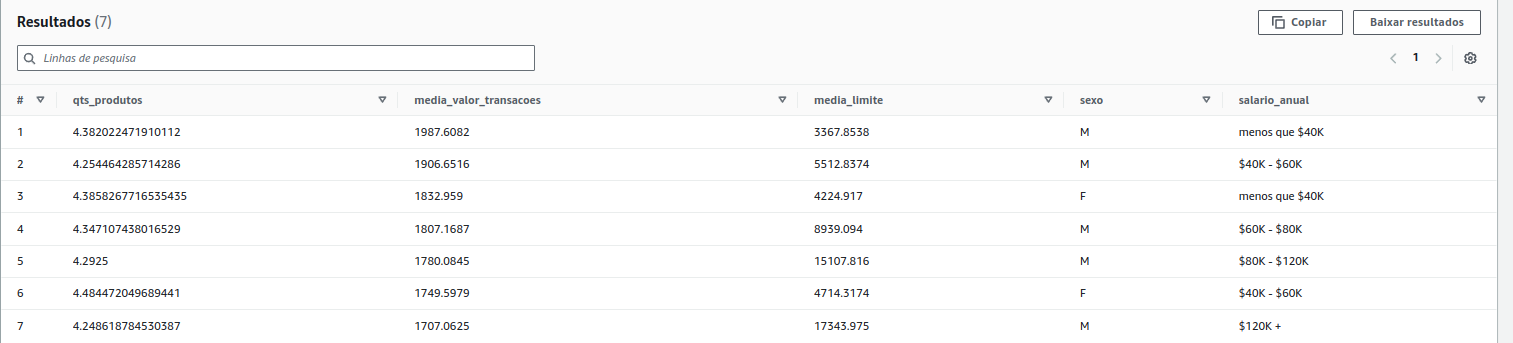 Resultados (7) Copiar Baixar resultados
Linhas de pesquisa 1
# qts_produtos media_valor_transacoes media_limite sexo salario_anual
1 4.382022471910112 1987.6082 3367.8538 M menos que $40K
2 4.254464285714286 1906.6516 5512.8374 M $40K - $60K
3 4.3858267716535435 1832.959 4224.917 F menos que $40K
4 4.347107438016529 1807.1687 8939.094 M $60K - $80K
5 4.2925 1780.0845 15107.816 M $80K - $120K
6 4.484472049689441 1749.5979 4714.3174 F $40K - $60K
7 4.248618784530387 1707.0625 17343.975 M $120K +